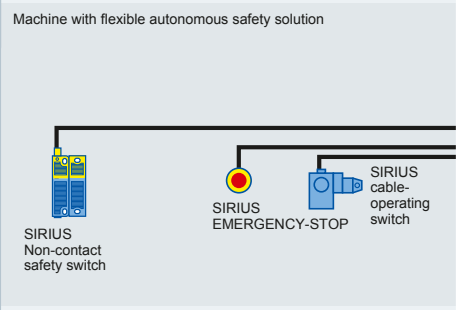 Machine with flexible autonomous safety solution
SIRIUS
Non-contact
safety switch
SIRIUS
EMERGENCY-STOP
SIRIUS
cable-
operating
switch